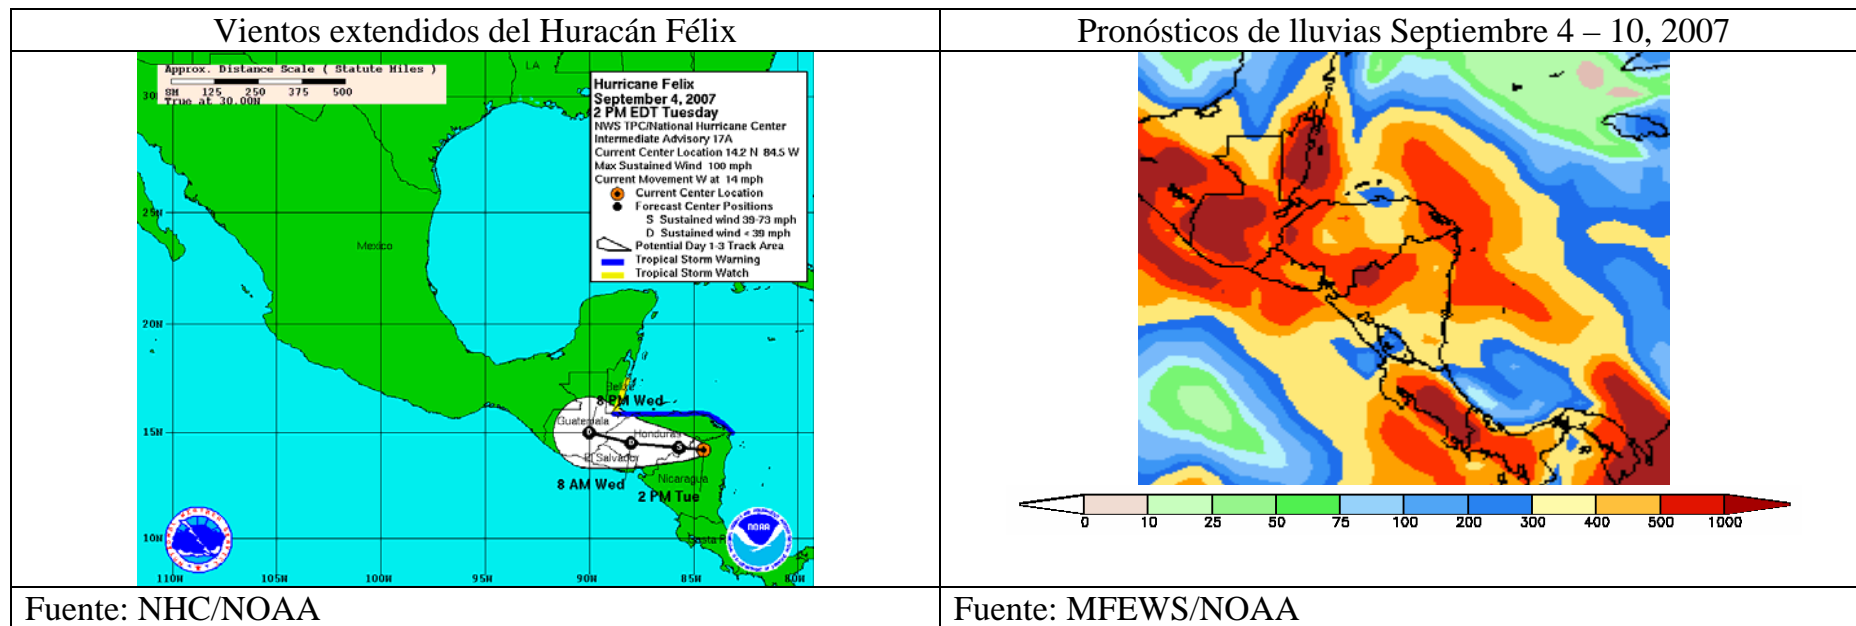 Vientos extendidos del Huracán Félix
Approx. Distance Scale ( Statute Miles )
SM 125 250 375 500
True at 30.00N
LA
Hurricane Felix
September 4, 2007
2 PM EDT Tuesday
NWS TPC/National Hurricane Center
Intermediate Advisory 17A
Current Center Location 14.2 N 84.5 W
Max Sustained Wind 100 mph
Current Movement W at 14 mph
Current Center Location
Forecast Center Positions
S Sustained wind 39-73 mph
D Sustained wind < 39 mph
Potential Day 1-3 Track Area
Tropical Storm Warning
Tropical Storm Watch
30
25N
Mexico
20N
Belize
8 PM Wed
Guatemala
15N
Honduras
D D S
El Salvador
8 AM Wed
Nicaragua
2 PM Tue
NOAA
10N
Costa R
110W 105W 100W 95W 90W 85W 80W
Fuente: NHC/NOAA
Pronósticos de lluvias Septiembre 4 – 10, 2007
0 10 25 50 75 100 200 300 400 500 1000
Fuente: MFEWS/NOAA